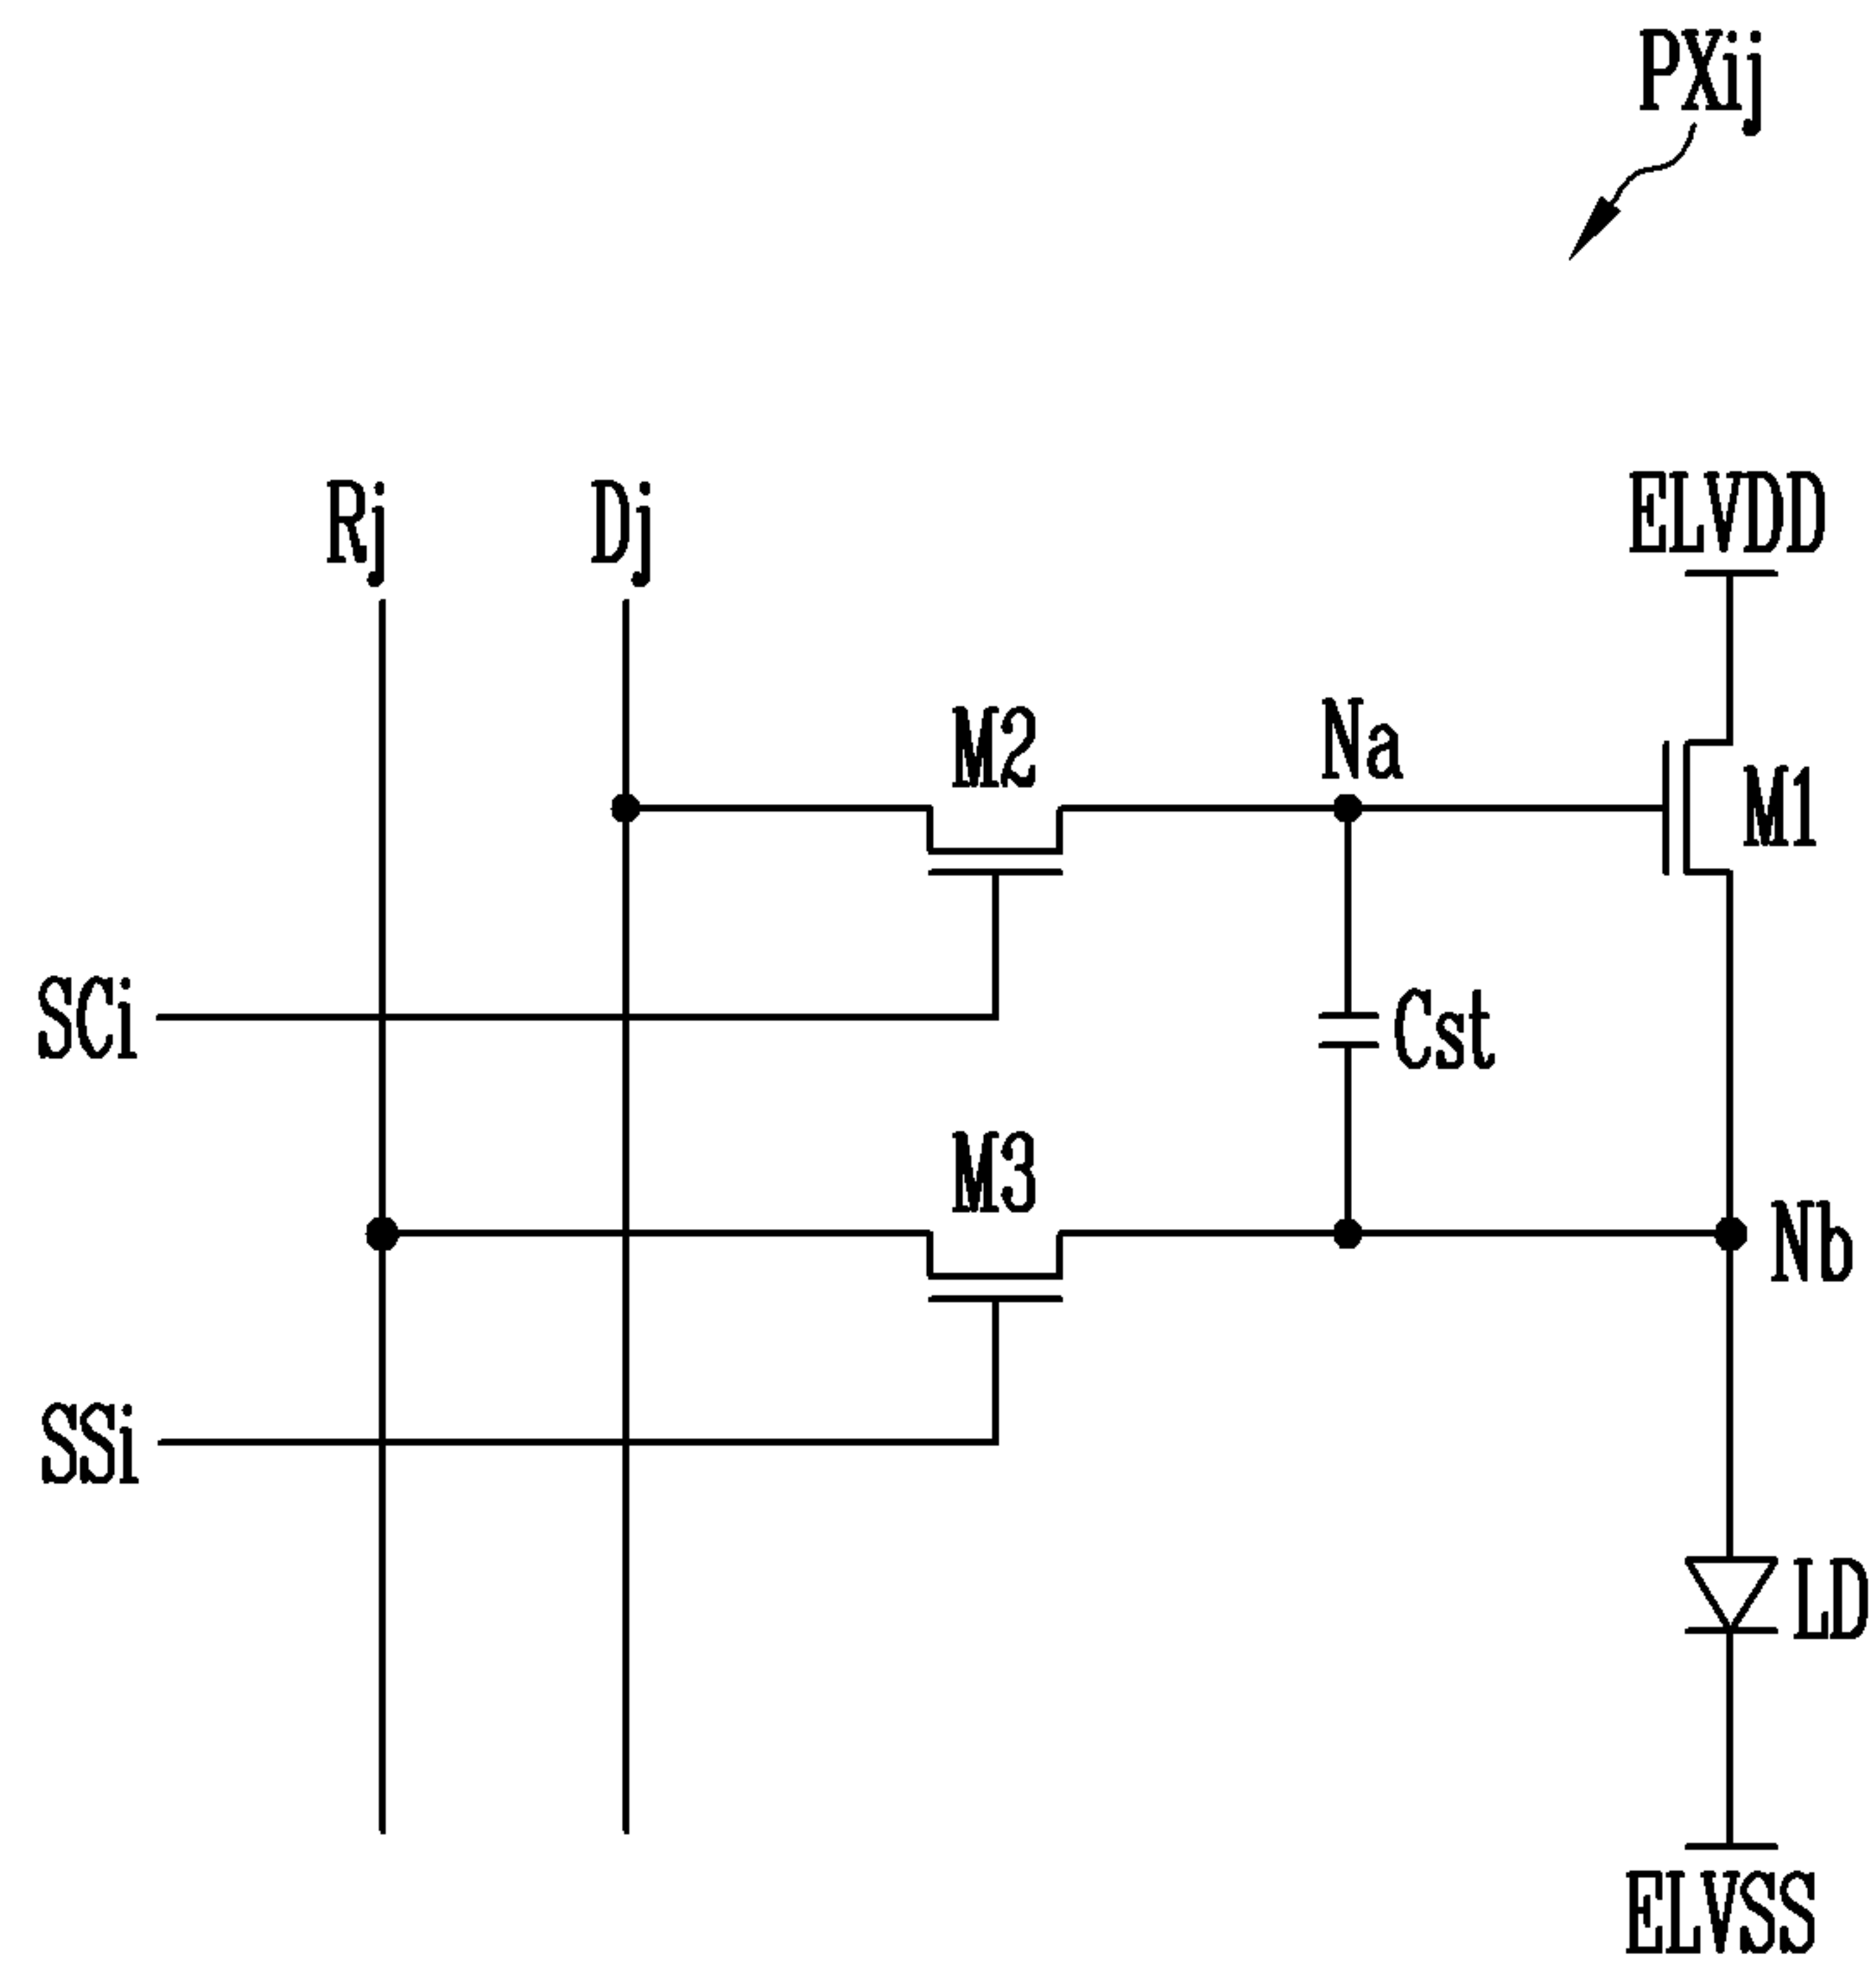 PXij
Rj
Dj
ELVDD
M2
Na
M1
SCi
Cst
M3
Nb
SSi
LD
ELVSS